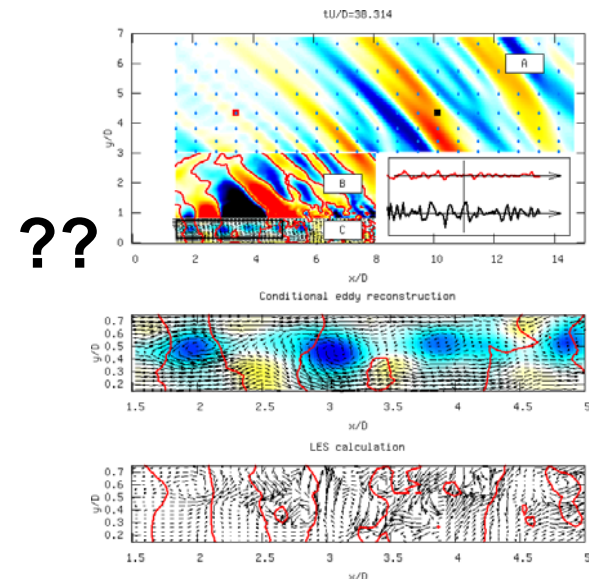 tU/D=38.314
7
6
5
4
3
2
1
0
y/D
A
B
C
??
0 2 4 6 8 10 12 14
x/D
Conditional eddy reconstruction
0.7
0.6
0.5
0.4
0.3
0.2
y/D
1.5 2 2.5 3 3.5 4 4.5 5
x/D
LES calculation
0.7
0.6
0.5
0.4
0.3
0.2
y/D
1.5 2 2.5 3 3.5 4 4.5 5
x/D